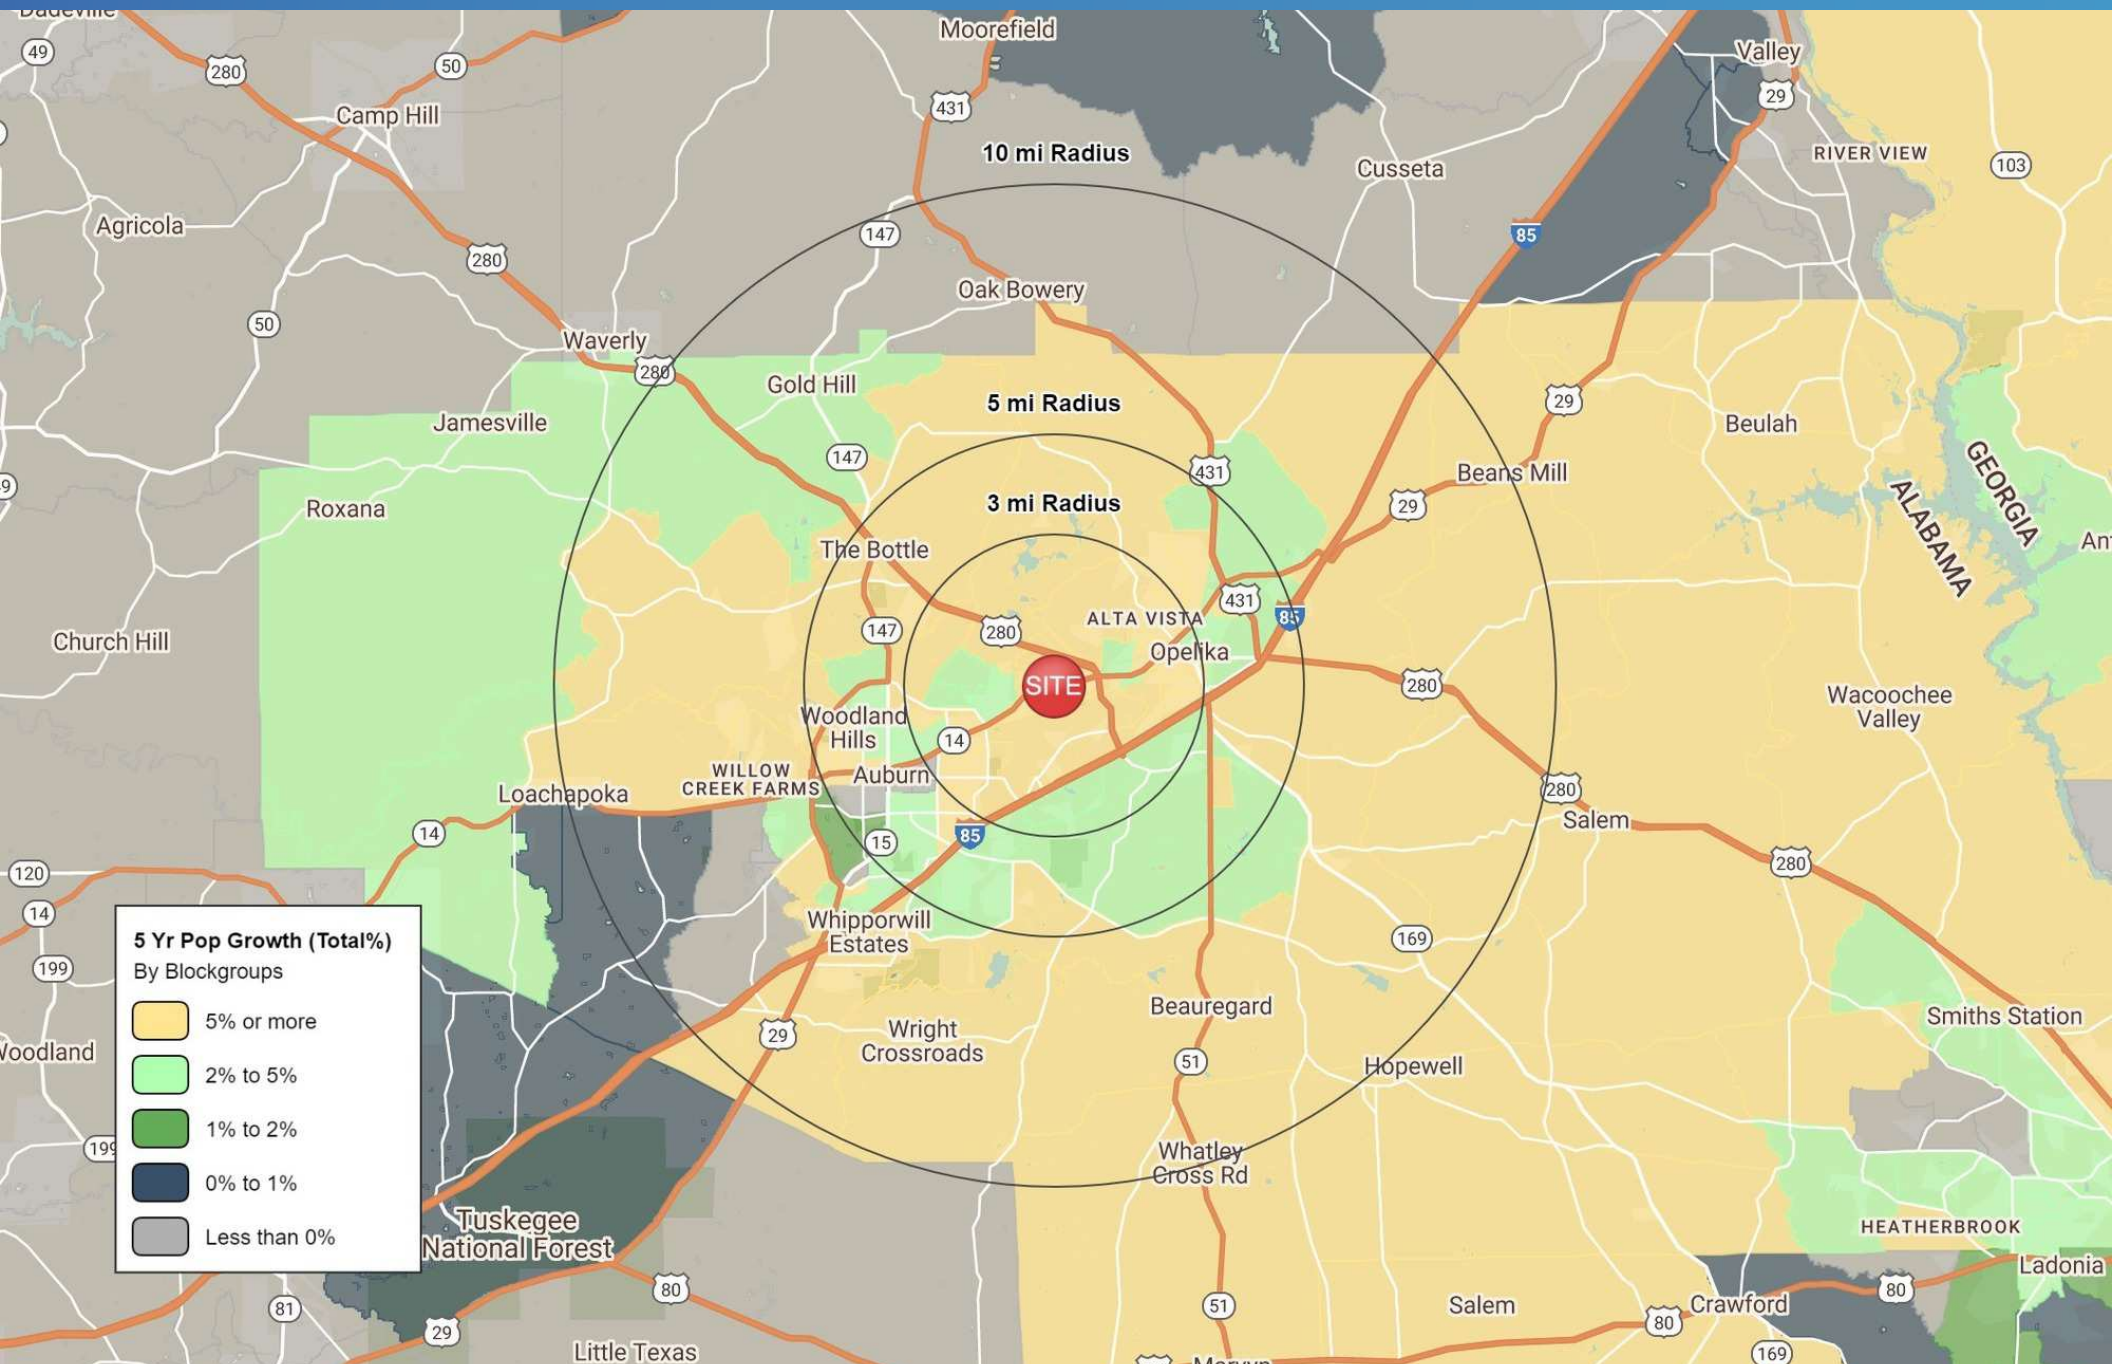 Dadeville
Moorefield
49
280
50
Valley
29
Camp Hill
431
10 mi Radius
RIVER VIEW
103
Cusseta
Agricola
147
85
280
Oak Bowery
50
Waverly
280
Gold Hill
5 mi Radius
29
Jamesville
Beulah
147
431
Beans Mill
GEORGIA
ALABAMA
Roxana
3 mi Radius
29
The Bottle
431
ALTA VISTA
85
147
280
Church Hill
Opelika
SITE
280
Wacoochee
Valley
Woodland
Hills
14
WILLOW
CREEK FARMS
Auburn
Loachapoka
280
Salem
14
85
15
280
120
14
Whipporwill
Estates
169
199
5 Yr Pop Growth (Total%)
By Blockgroups
5% or more
2% to 5%
1% to 2%
0% to 1%
Less than 0%
Beauregard
Smiths Station
29
Wright
Crossroads
Woodland
51
Hopewell
199
Whatley
Cross Rd
Tuskegee
National Forest
HEATHERBROOK
Ladonia
80
80
81
51
Salem
Crawford
80
29
Little Texas
169